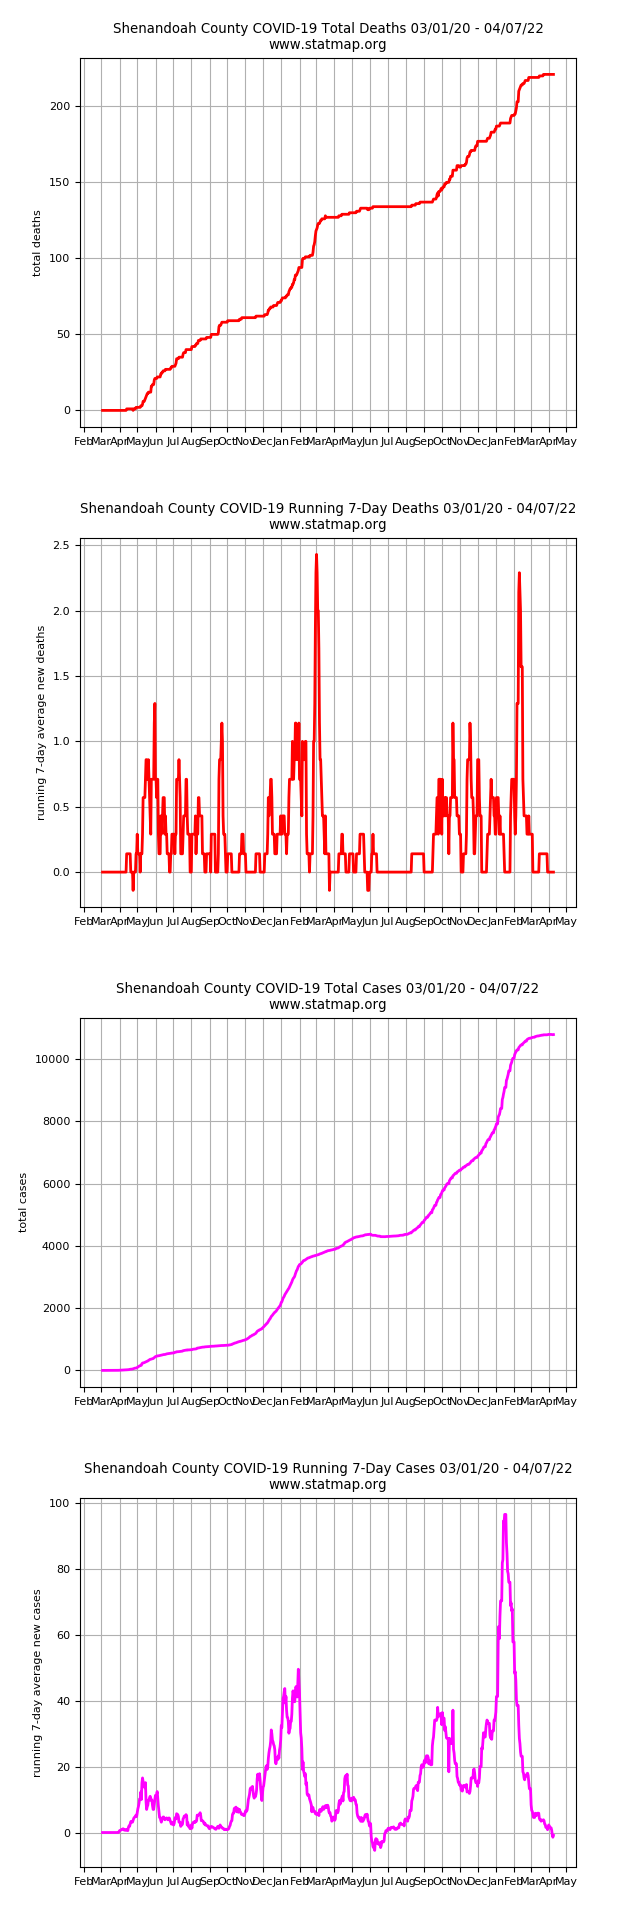 Shenandoah County COVID-19 Total Deaths 03/01/20 - 04/07/22
www.statmap.org
total deaths
200
150
100
50
0
Feb Mar Apr May Jun Jul Aug Sep Oct Nov Dec Jan Feb Mar Apr May Jun Jul Aug Sep Oct Nov Dec Jan Feb Mar Apr May
Shenandoah County COVID-19 Running 7-Day Deaths 03/01/20 - 04/07/22
www.statmap.org
running 7-day average new deaths
2.5
2.0
1.5
1.0
0.5
0.0
Feb Mar Apr May Jun Jul Aug Sep Oct Nov Dec Jan Feb Mar Apr May Jun Jul Aug Sep Oct Nov Dec Jan Feb Mar Apr May
Shenandoah County COVID-19 Total Cases 03/01/20 - 04/07/22
www.statmap.org
total cases
10000
8000
6000
4000
2000
0
Feb Mar Apr May Jun Jul Aug Sep Oct Nov Dec Jan Feb Mar Apr May Jun Jul Aug Sep Oct Nov Dec Jan Feb Mar Apr May
Shenandoah County COVID-19 Running 7-Day Cases 03/01/20 - 04/07/22
www.statmap.org
running 7-day average new cases
100
80
60
40
20
0
Feb Mar Apr May Jun Jul Aug Sep Oct Nov Dec Jan Feb Mar Apr May Jun Jul Aug Sep Oct Nov Dec Jan Feb Mar Apr May